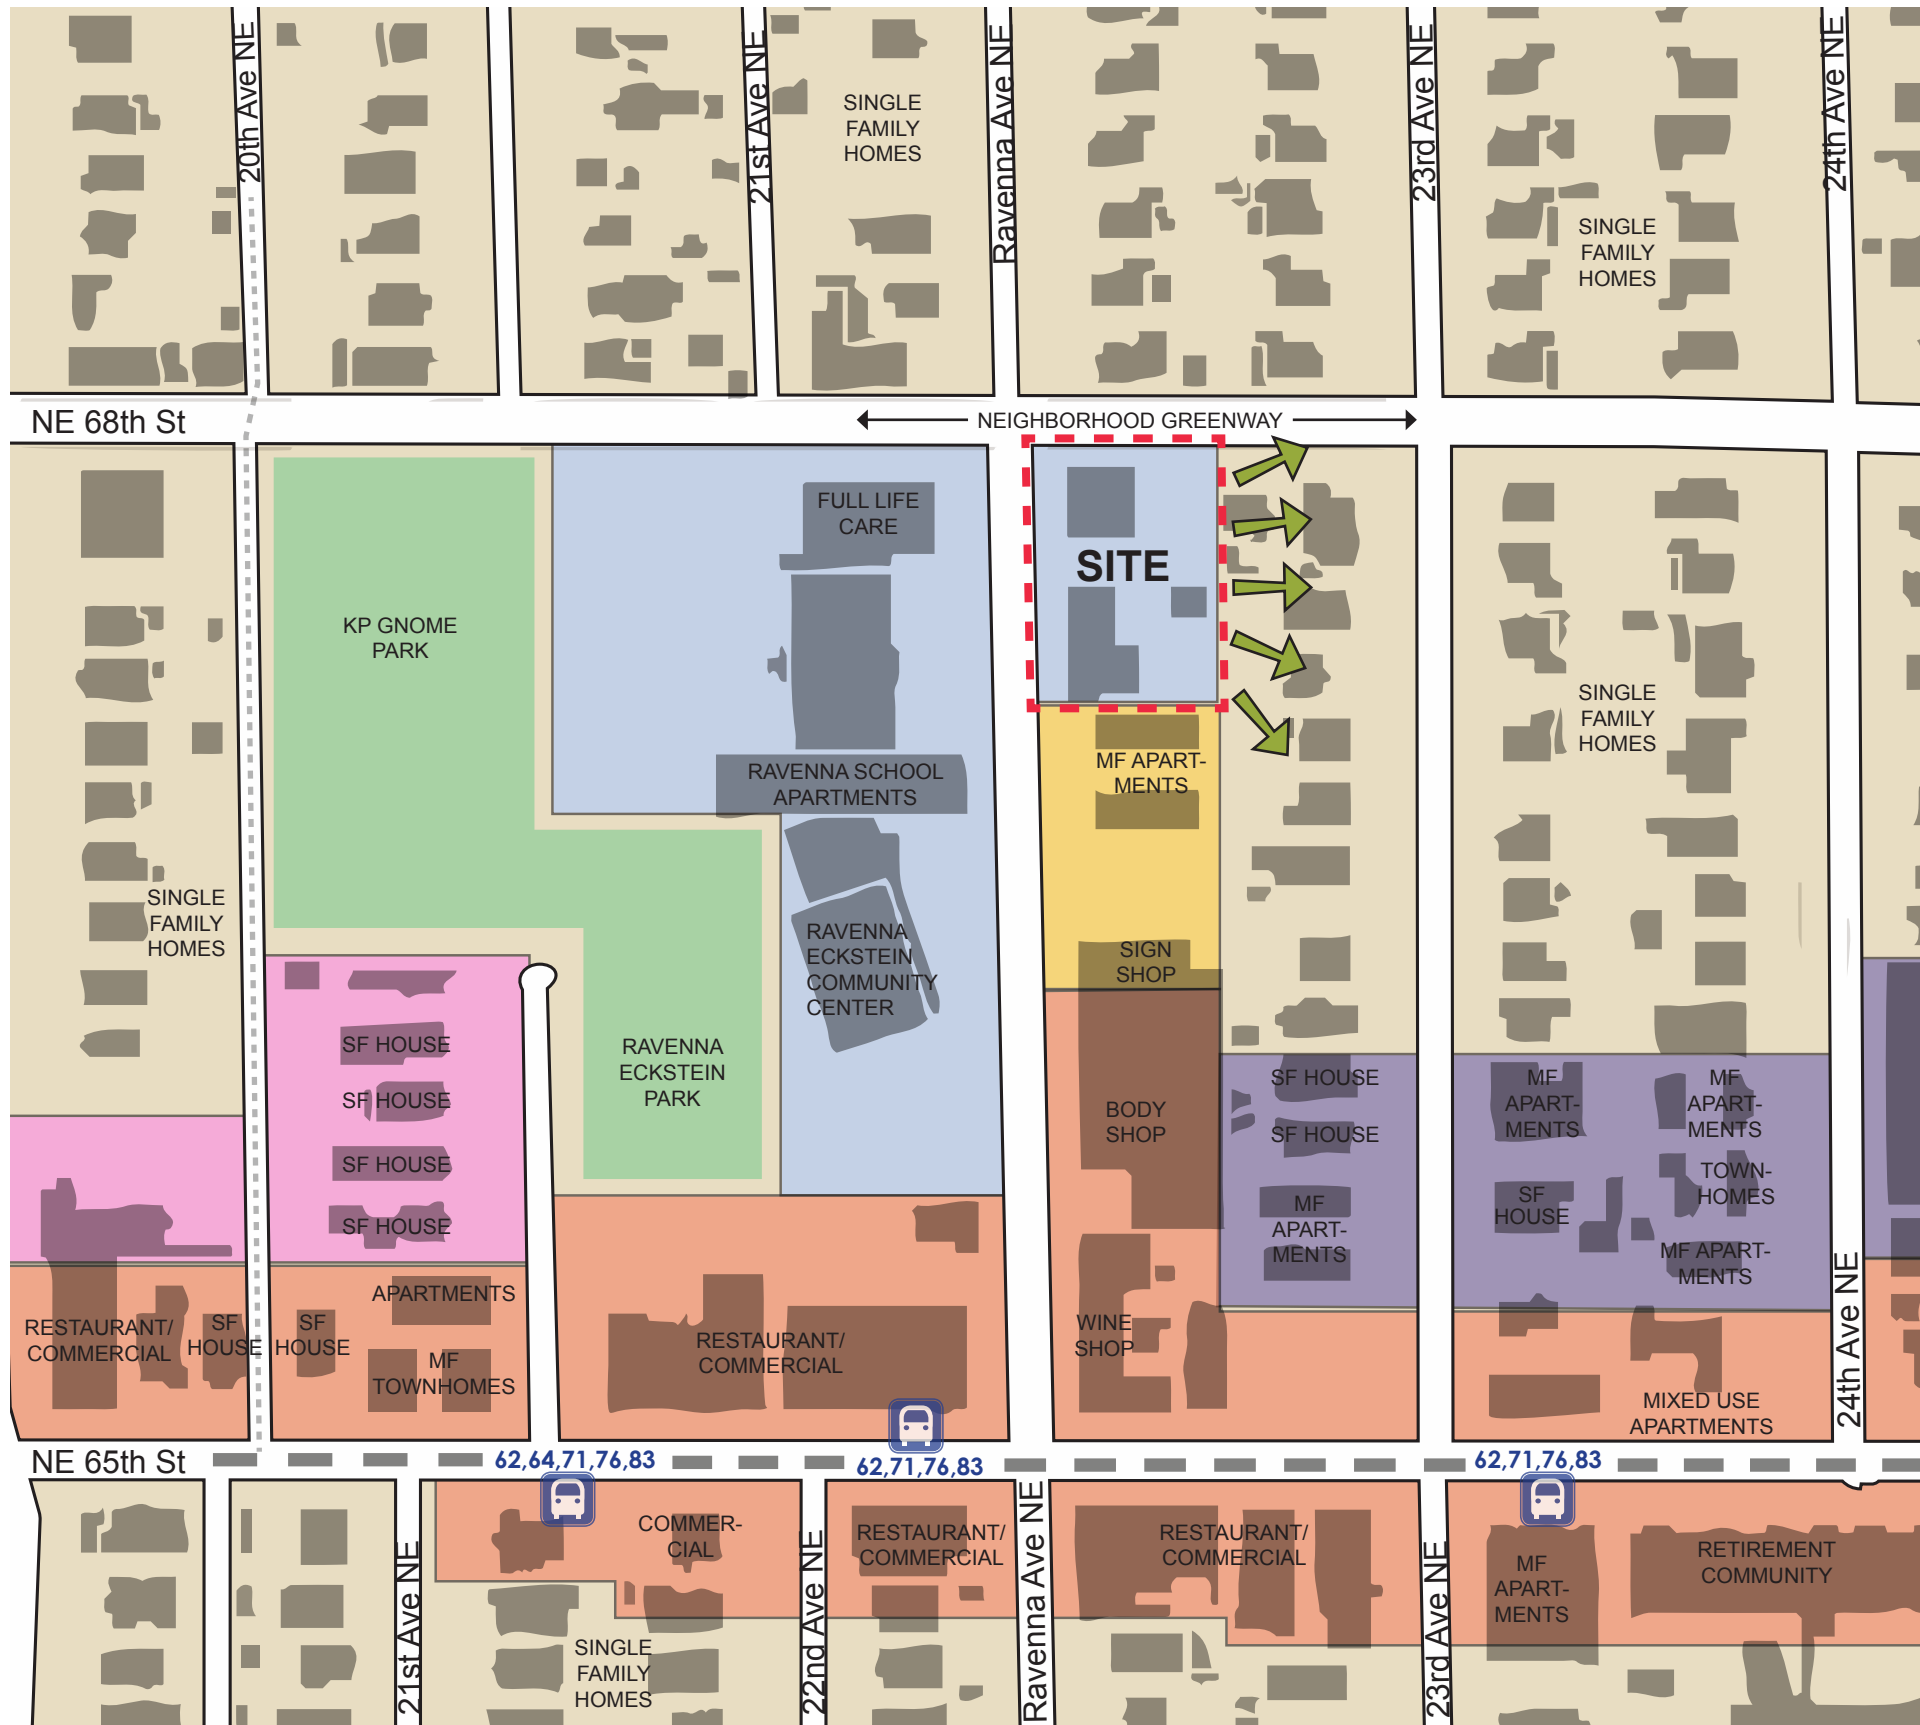 20th Ave NE
21st Ave NE
Ravenna Ave NE
23rd Ave NE
24th Ave NE
SINGLE
FAMILY
HOMES
SINGLE
FAMILY
HOMES
NE 68th St
NEIGHBORHOOD GREENWAY
FULL LIFE
CARE
SITE
KP GNOME
PARK
SINGLE
FAMILY
HOMES
RAVENNA SCHOOL
APARTMENTS
MF APART-
MENTS
SINGLE
FAMILY
HOMES
RAVENNA
ECKSTEIN
COMMUNITY
CENTER
SIGN
SHOP
SF HOUSE
SF HOUSE
SF HOUSE
SF HOUSE
RAVENNA
ECKSTEIN
PARK
BODY
SHOP
SF HOUSE
SF HOUSE
MF
APART-
MENTS
MF
APART-
MENTS
MF
APART-
MENTS
SF
HOUSE
TOWN-
HOMES
MF APART-
MENTS
RESTAURANT/
COMMERCIAL
SF
HOUSE
SF
HOUSE
APARTMENTS
MF
TOWNHOMES
RESTAURANT/
COMMERCIAL
WINE
SHOP
MIXED USE
APARTMENTS
24th Ave NE
NE 65th St
62,64,71,76,83
62,71,76,83
62,71,76,83
21st Ave NE
COMMER-
CIAL
22nd Ave NE
RESTAURANT/
COMMERCIAL
Ravenna Ave NE
RESTAURANT/
COMMERCIAL
23rd Ave NE
MF
APART-
MENTS
RETIREMENT
COMMUNITY
SINGLE
FAMILY
HOMES